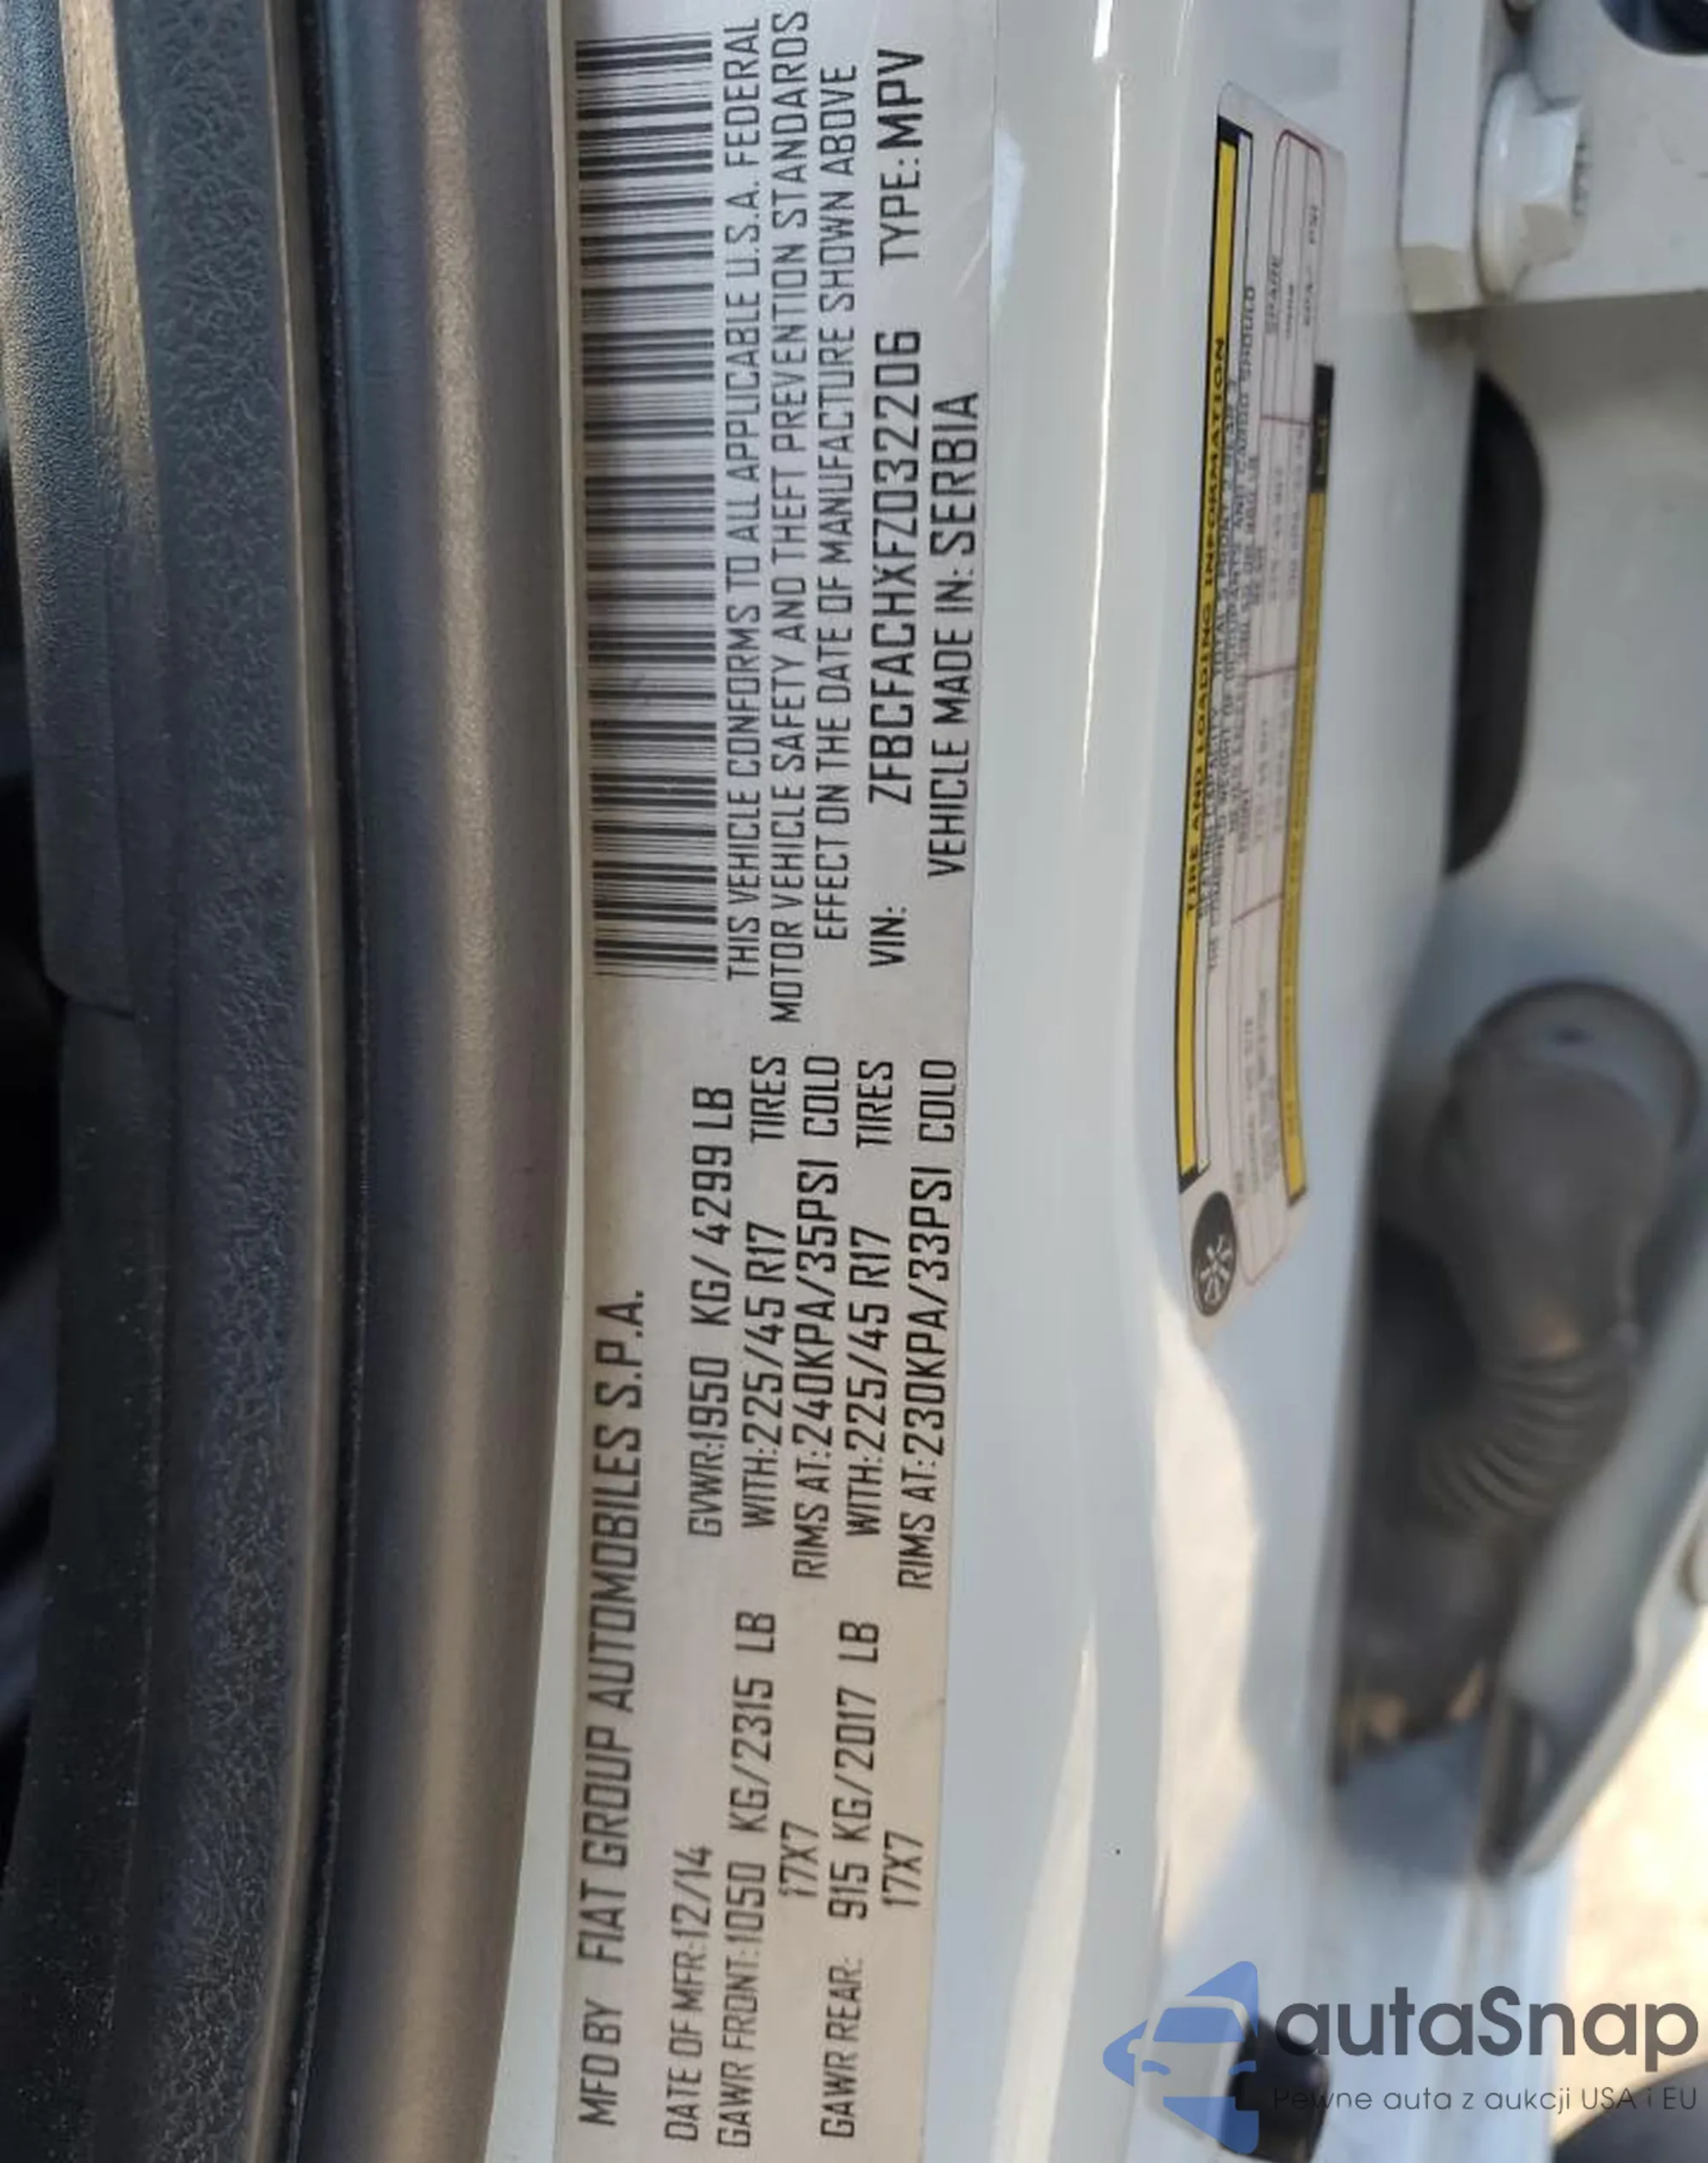 MFD BY FIAT GROUP AUTOMOBILES S.P.A.
DATE OF MFR:12/14 GVWR:1950 KG/4299 LB
GAWR FRONT:1050 KG/2315 LB WITH:225/45 R17 TIRES
17X7 RIMS AT:240KPA/35PSI COLD
GAWR REAR: 915 KG/2017 LB WITH:225/45 R17 TIRES
17X7 RIMS AT:230KPA/33PSI COLD
THIS VEHICLE CONFORMS TO ALL APPLICABLE U.S.A. FEDERAL
MOTOR VEHICLE SAFETY AND THEFT PREVENTION STANDARDS
EFFECT ON THE DATE OF MANUFACTURE SHOWN ABOVE
VIN: ZFBCFACHXFZ032206 TYPE:MPV
VEHICLE MADE IN:SERBIA
TIRE AND LOADING INFORMATION
SPARE
autaSnap
Pewne auta z aukcji USA i EU